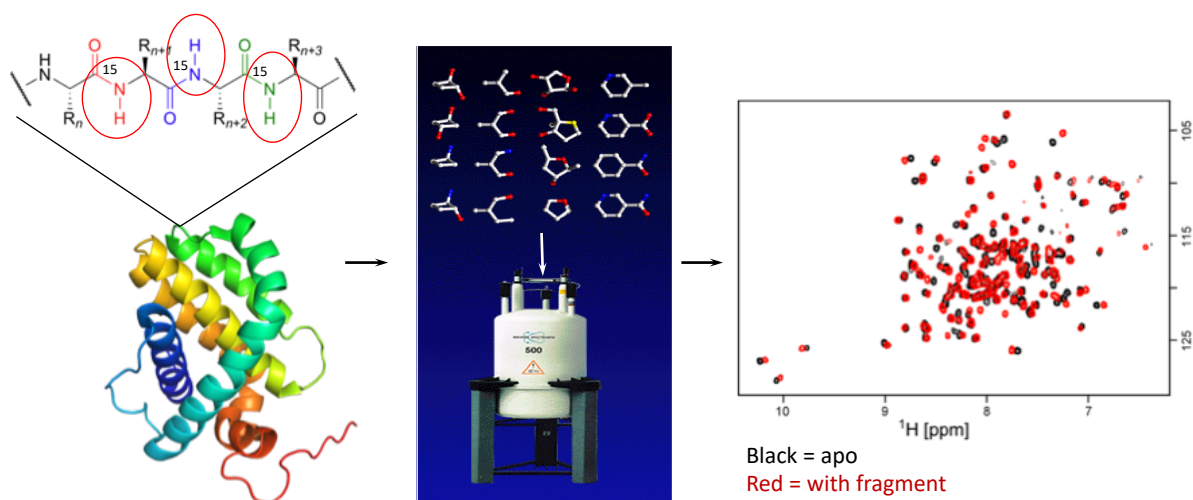 O R n+1 H O R n+3
H 15 N 15 N 15 H
N N N
H H
R n O R n+2 O
500
105
115
125
10 9 8 7
¹H [ppm]
Black = apo
Red = with fragment